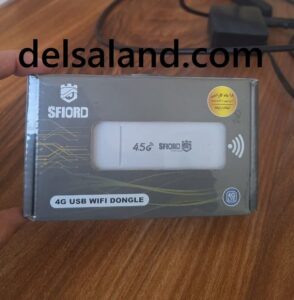 delsaland.com
SFIORD
4.5G SFIORD
4G USB WIFI DONGLE